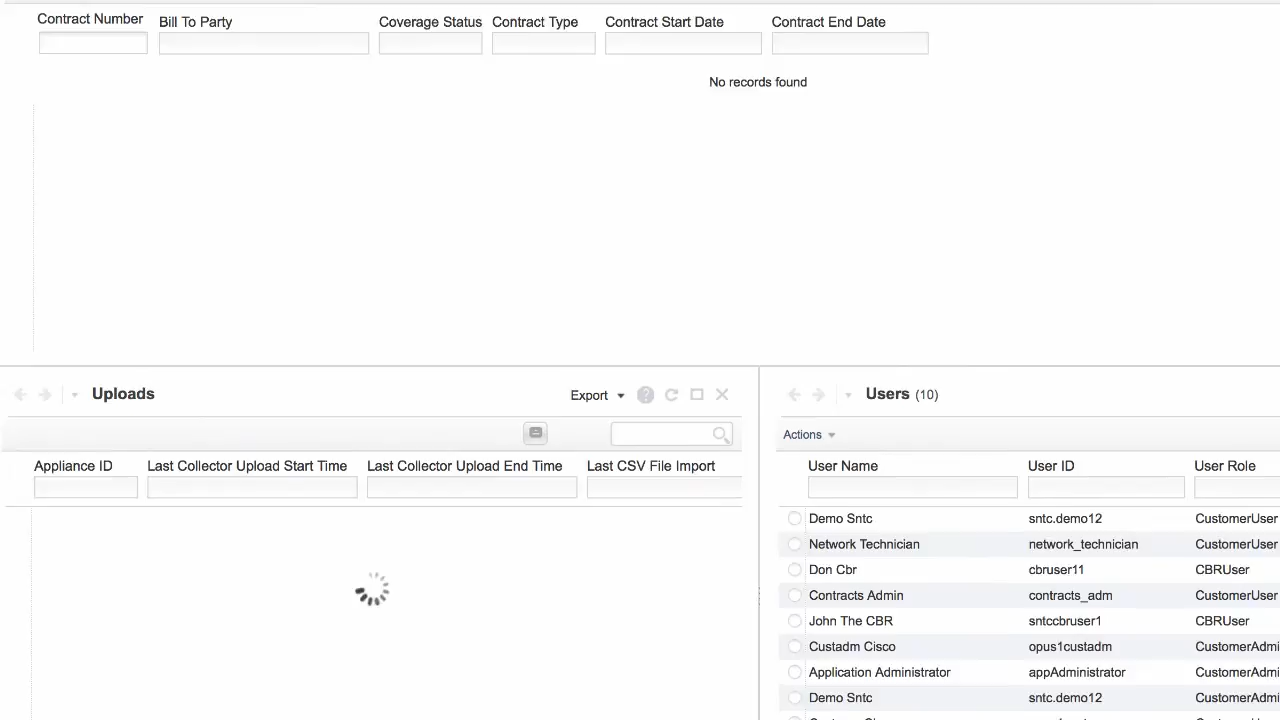 Contract Number Bill To Party Coverage Status Contract Type Contract Start Date Contract End Date
No records found
Uploads Export
Appliance ID Last Collector Upload Start Time Last Collector Upload End Time Last CSV File Import
Users (10)
Actions
User Name User ID User Role
Demo Sntc sntc.demo12 CustomerUser
Network Technician network_technician CustomerUser
Don Cbr cbruser11 CBRUser
Contracts Admin contracts_adm CustomerUser
John The CBR sntccbruser1 CBRUser
Custadm Cisco opus1custadm CustomerAdmi
Application Administrator appAdministrator CustomerAdmi
Demo Sntc sntc.demo12 CustomerAdmi